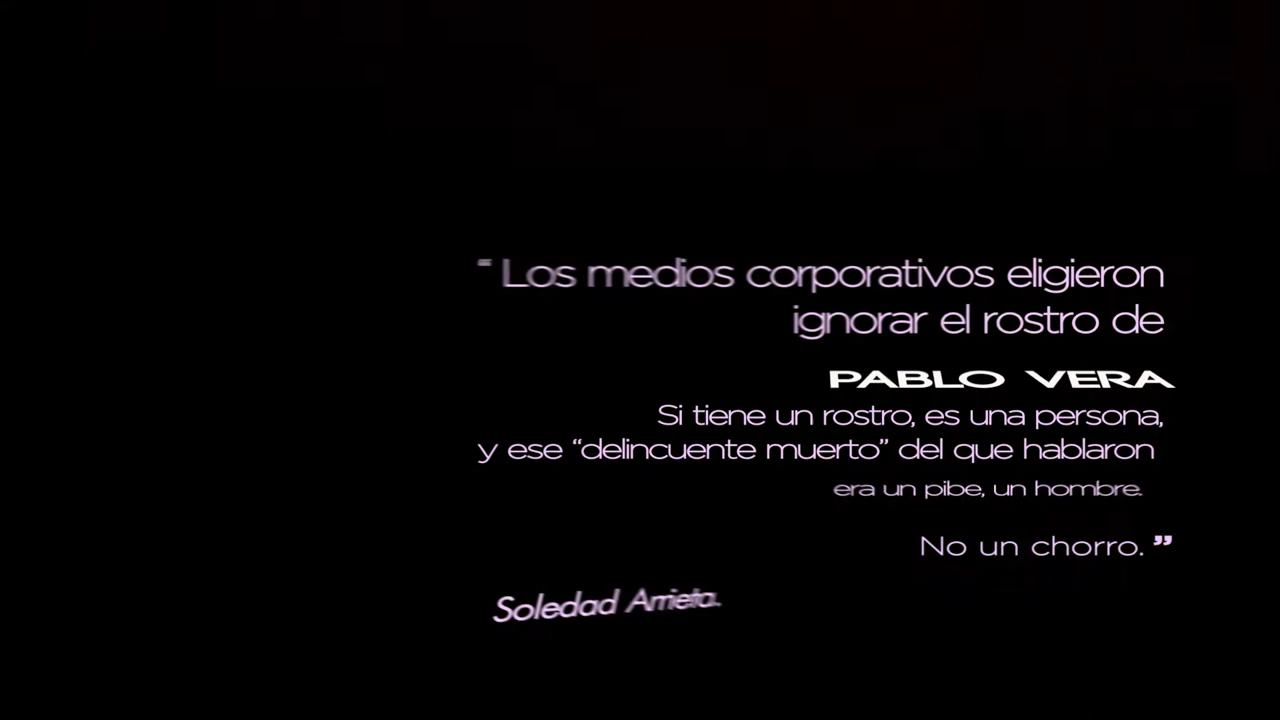 “ Los medios corporativos eligieron
ignorar el rostro de
PABLO VERA
Si tiene un rostro, es una persona,
y ese “delincuente muerto” del que hablaron
era un pibe, un hombre.
No un chorro.”
Soledad Arrieta.